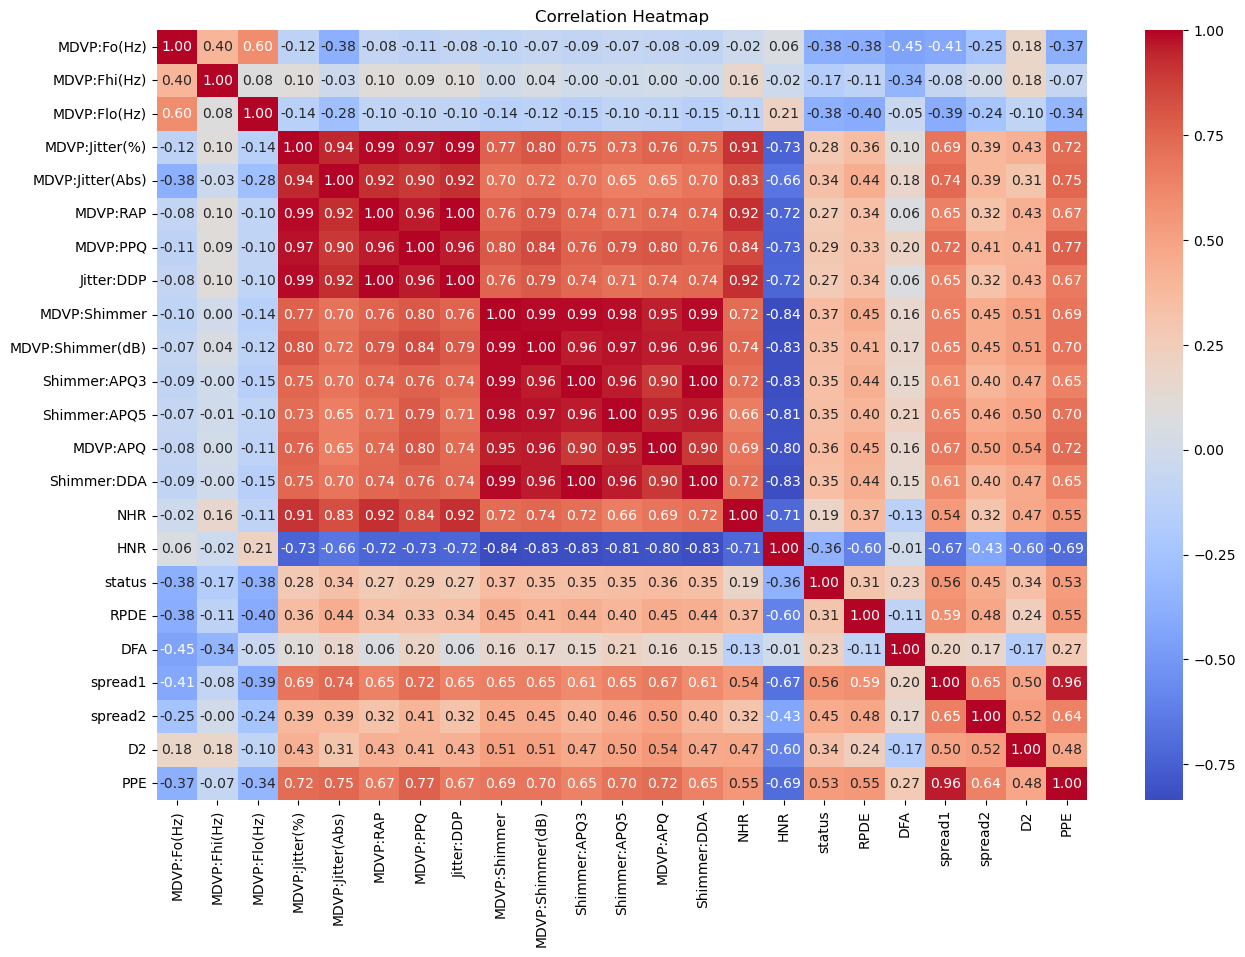 Correlation Heatmap
MDVP:Fo(Hz) 1.00 0.40 0.60 -0.12 -0.38 -0.08 -0.11 -0.08 -0.10 -0.07 -0.09 -0.07 -0.08 -0.09 -0.02 0.06 -0.38 -0.38 -0.45 -0.41 -0.25 0.18 -0.37
MDVP:Fhi(Hz) 0.40 1.00 0.08 0.10 -0.03 0.10 0.09 0.10 0.00 0.04 -0.00 -0.01 0.00 -0.00 0.16 -0.02 -0.17 -0.11 -0.34 -0.08 -0.00 0.18 -0.07
MDVP:Flo(Hz) 0.60 0.08 1.00 -0.14 -0.28 -0.10 -0.10 -0.10 -0.14 -0.12 -0.15 -0.10 -0.11 -0.15 -0.11 0.21 -0.38 -0.40 -0.05 -0.39 -0.24 -0.10 -0.34
MDVP:Jitter(%) -0.12 0.10 -0.14 1.00 0.94 0.99 0.97 0.99 0.77 0.80 0.75 0.73 0.76 0.75 0.91 -0.73 0.28 0.36 0.10 0.69 0.39 0.43 0.72
MDVP:Jitter(Abs) -0.38 -0.03 -0.28 0.94 1.00 0.92 0.90 0.92 0.70 0.72 0.70 0.65 0.65 0.70 0.83 -0.66 0.34 0.44 0.18 0.74 0.39 0.31 0.75
MDVP:RAP -0.08 0.10 -0.10 0.99 0.92 1.00 0.96 1.00 0.76 0.79 0.74 0.71 0.74 0.74 0.92 -0.72 0.27 0.34 0.06 0.65 0.32 0.43 0.67
MDVP:PPQ -0.11 0.09 -0.10 0.97 0.90 0.96 1.00 0.96 0.80 0.84 0.76 0.79 0.80 0.76 0.84 -0.73 0.29 0.33 0.20 0.72 0.41 0.41 0.77
Jitter:DDP -0.08 0.10 -0.10 0.99 0.92 1.00 0.96 1.00 0.76 0.79 0.74 0.71 0.74 0.74 0.92 -0.72 0.27 0.34 0.06 0.65 0.32 0.43 0.67
MDVP:Shimmer -0.10 0.00 -0.14 0.77 0.70 0.76 0.80 0.76 1.00 0.99 0.99 0.98 0.95 0.99 0.72 -0.84 0.37 0.45 0.16 0.65 0.45 0.51 0.69
MDVP:Shimmer(dB) -0.07 0.04 -0.12 0.80 0.72 0.79 0.84 0.79 0.99 1.00 0.96 0.97 0.96 0.96 0.74 -0.83 0.35 0.41 0.17 0.65 0.45 0.51 0.70
Shimmer:APQ3 -0.09 -0.00 -0.15 0.75 0.70 0.74 0.76 0.74 0.99 0.96 1.00 0.96 0.90 1.00 0.72 -0.83 0.35 0.44 0.15 0.61 0.40 0.47 0.65
Shimmer:APQ5 -0.07 -0.01 -0.10 0.73 0.65 0.71 0.79 0.71 0.98 0.97 0.96 1.00 0.95 0.96 0.66 -0.81 0.35 0.40 0.21 0.65 0.46 0.50 0.70
MDVP:APQ -0.08 0.00 -0.11 0.76 0.65 0.74 0.80 0.74 0.95 0.96 0.90 0.95 1.00 0.90 0.69 -0.80 0.36 0.45 0.16 0.67 0.50 0.54 0.72
Shimmer:DDA -0.09 -0.00 -0.15 0.75 0.70 0.74 0.76 0.74 0.99 0.96 1.00 0.96 0.90 1.00 0.72 -0.83 0.35 0.44 0.15 0.61 0.40 0.47 0.65
NHR -0.02 0.16 -0.11 0.91 0.83 0.92 0.84 0.92 0.72 0.74 0.72 0.66 0.69 0.72 1.00 -0.71 0.19 0.37 -0.13 0.54 0.32 0.47 0.55
HNR 0.06 -0.02 0.21 -0.73 -0.66 -0.72 -0.73 -0.72 -0.84 -0.83 -0.83 -0.81 -0.80 -0.83 -0.71 1.00 -0.36 -0.60 -0.01 -0.67 -0.43 -0.60 -0.69
status -0.38 -0.17 -0.38 0.28 0.34 0.27 0.29 0.27 0.37 0.35 0.35 0.35 0.36 0.35 0.19 -0.36 1.00 0.31 0.23 0.56 0.45 0.34 0.53
RPDE -0.38 -0.11 -0.40 0.36 0.44 0.34 0.33 0.34 0.45 0.41 0.44 0.40 0.45 0.44 0.37 -0.60 0.31 1.00 -0.11 0.59 0.48 0.24 0.55
DFA -0.45 -0.34 -0.05 0.10 0.18 0.06 0.20 0.06 0.16 0.17 0.15 0.21 0.16 0.15 -0.13 -0.01 0.23 -0.11 1.00 0.20 0.17 -0.17 0.27
spread1 -0.41 -0.08 -0.39 0.69 0.74 0.65 0.72 0.65 0.65 0.65 0.61 0.65 0.67 0.61 0.54 -0.67 0.56 0.59 0.20 1.00 0.65 0.50 0.96
spread2 -0.25 -0.00 -0.24 0.39 0.39 0.32 0.41 0.32 0.45 0.45 0.40 0.46 0.50 0.40 0.32 -0.43 0.45 0.48 0.17 0.65 1.00 0.52 0.64
D2 0.18 0.18 -0.10 0.43 0.31 0.43 0.41 0.43 0.51 0.51 0.47 0.50 0.54 0.47 0.47 -0.60 0.34 0.24 -0.17 0.50 0.52 1.00 0.48
PPE -0.37 -0.07 -0.34 0.72 0.75 0.67 0.77 0.67 0.69 0.70 0.65 0.70 0.72 0.65 0.55 -0.69 0.53 0.55 0.27 0.96 0.64 0.48 1.00
MDVP:Fo(Hz)
MDVP:Fhi(Hz)
MDVP:Flo(Hz)
MDVP:Jitter(%)
MDVP:Jitter(Abs)
MDVP:RAP
MDVP:PPQ
Jitter:DDP
MDVP:Shimmer
MDVP:Shimmer(dB)
Shimmer:APQ3
Shimmer:APQ5
MDVP:APQ
Shimmer:DDA
NHR
HNR
status
RPDE
DFA
spread1
spread2
D2
PPE
1.00
0.75
0.50
0.25
0.00
-0.25
-0.50
-0.75